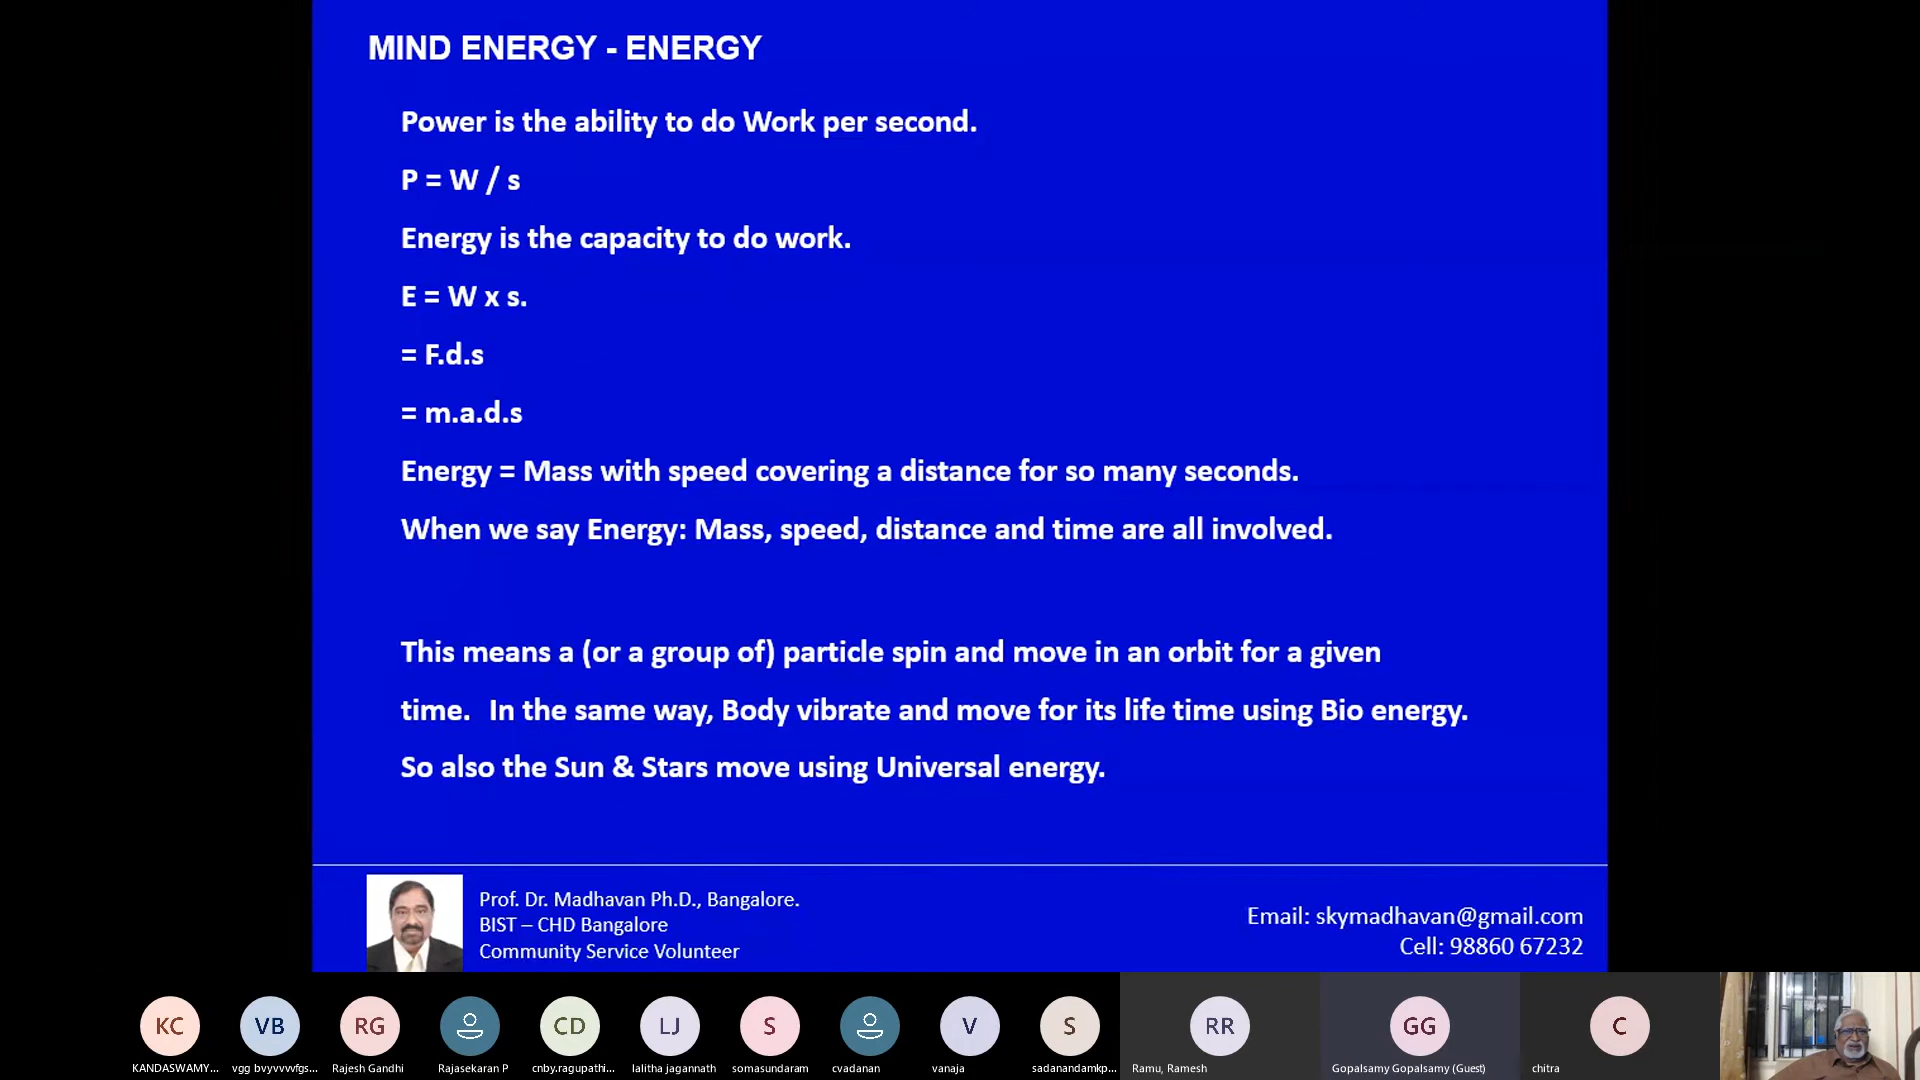 MIND ENERGY - ENERGY
Power is the ability to do Work per second.
P = W / s
Energy is the capacity to do work.
E = W x s.
= F.d.s
= m.a.d.s
Energy = Mass with speed covering a distance for so many seconds.
When we say Energy: Mass, speed, distance and time are all involved.
This means a (or a group of) particle spin and move in an orbit for a given
time. In the same way, Body vibrate and move for its life time using Bio energy.
So also the Sun & Stars move using Universal energy.
Prof. Dr. Madhavan Ph.D., Bangalore.
BIST – CHD Bangalore
Community Service Volunteer
Email: skymadhavan@gmail.com
Cell: 98860 67232
KC VB RG CD LJ S V S RR GG C
KANDASWAMY... vgg bvyvvvvfgs... Rajesh Gandhi Rajasekaran P cnby.ragupathi... lalitha jagannath somasundaram cvadanan vanaja sadanandamkp... Ramu, Ramesh Gopalsamy Gopalsamy (Guest) chitra